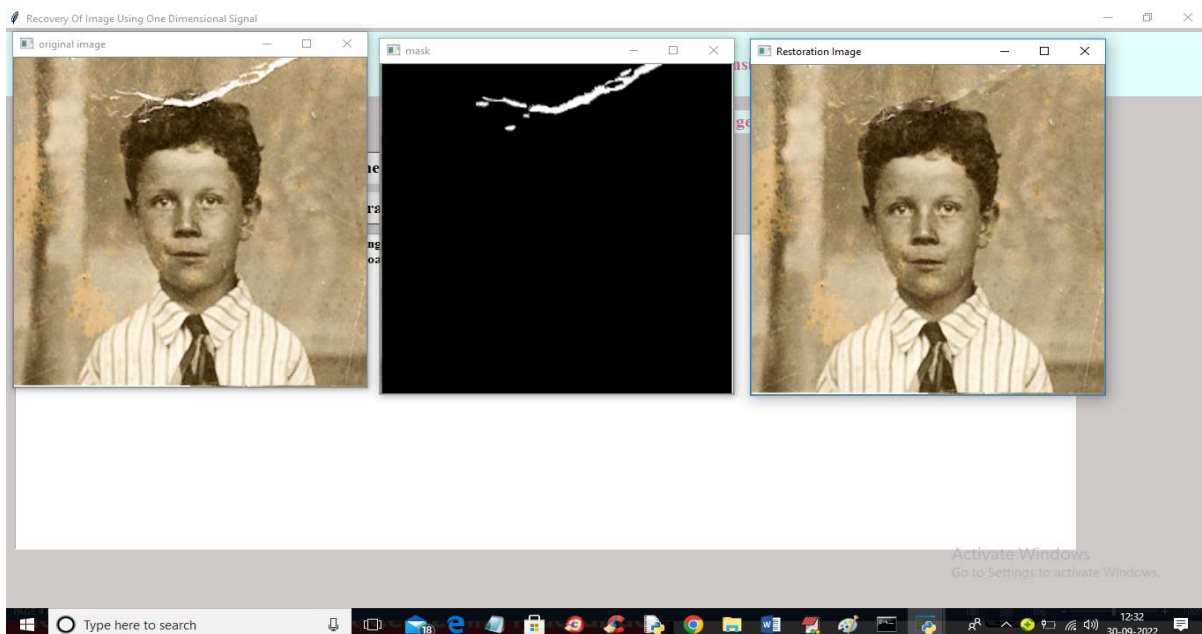 Recovery Of Image Using One Dimensional Signal
original image
mask
Restoration Image
Activate Windows
Go to Settings to activate Windows.
Type here to search
18
12:32
30-09-2022